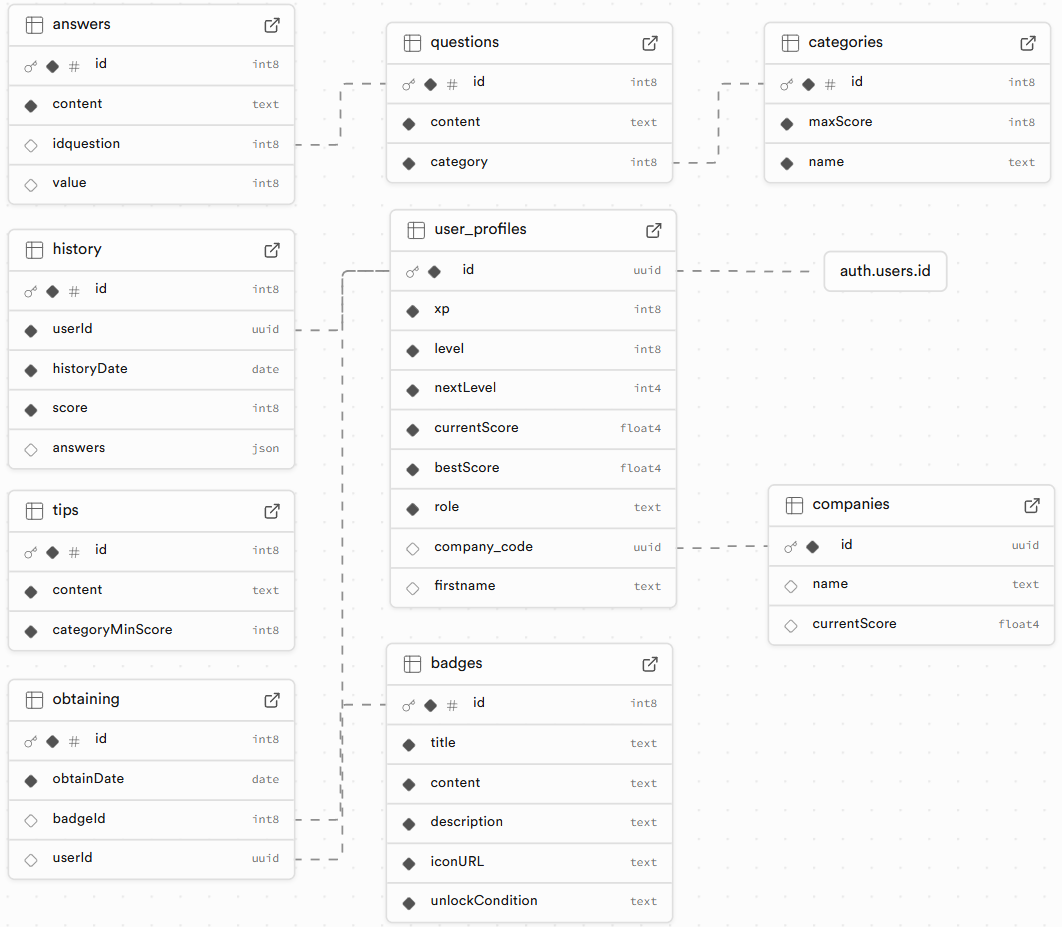 answers
# id int8
content text
idquestion int8
value int8
questions
# id int8
content text
category int8
categories
# id int8
maxScore int8
name text
history
# id int8
userId uuid
historyDate date
score int8
answers json
user_profiles
id uuid
xp int8
level int8
nextLevel int4
currentScore float4
bestScore float4
role text
company_code uuid
firstname text
auth.users.id
tips
# id int8
content text
categoryMinScore int8
companies
id uuid
name text
currentScore float4
obtaining
# id int8
obtainDate date
badgeId int8
userId uuid
badges
# id int8
title text
content text
description text
iconURL text
unlockCondition text